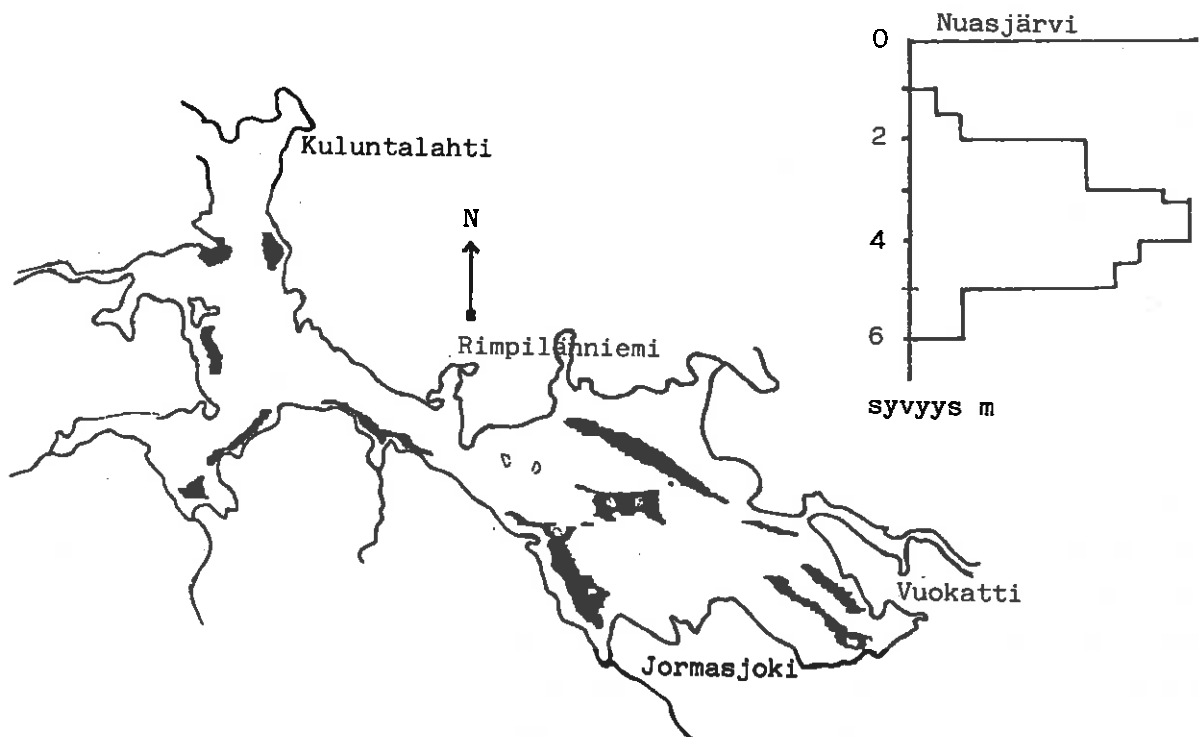 Nuasjärvi
0
2
4
6
syvyys m
Kuluntalahti
N
Rimpilänniemi
Vuokatti
Jormasjoki